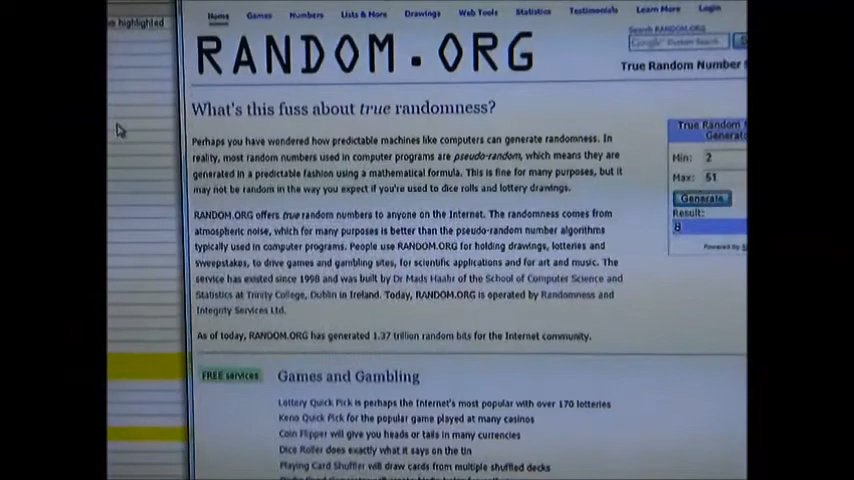 highlighted
Home Games Numbers Lists & More Drawings Web Tools Statistics Testimonials Learn More Login
Search RANDOM.ORG
Google Custom Search
RANDOM.ORG
True Random Number
What's this fuss about true randomness?
Perhaps you have wondered how predictable machines like computers can generate randomness. In
reality, most random numbers used in computer programs are pseudo-random, which means they are
generated in a predictable fashion using a mathematical formula. This is fine for many purposes, but it
may not be random in the way you expect if you're used to dice rolls and lottery drawings.
RANDOM.ORG offers true random numbers to anyone on the Internet. The randomness comes from
atmospheric noise, which for many purposes is better than the pseudo-random number algorithms
typically used in computer programs. People use RANDOM.ORG for holding drawings, lotteries and
sweepstakes, to drive games and gambling sites, for scientific applications and for art and music. The
service has existed since 1998 and was built by Dr Mads Haahr of the School of Computer Science and
Statistics at Trinity College, Dublin in Ireland. Today, RANDOM.ORG is operated by Randomness and
Integrity Services Ltd.
As of today, RANDOM.ORG has generated 1.37 trillion random bits for the Internet community.
True Random
Generat
Min: 2
Max: 51
Generate
Result:
8
Powered by
FREE services
Games and Gambling
Lottery Quick Pick is perhaps the Internet's most popular with over 170 lotteries
Keno Quick Pick for the popular game played at many casinos
Coin Flipper will give you heads or tails in many currencies
Dice Roller does exactly what it says on the tin
Playing Card Shuffler will draw cards from multiple shuffled decks